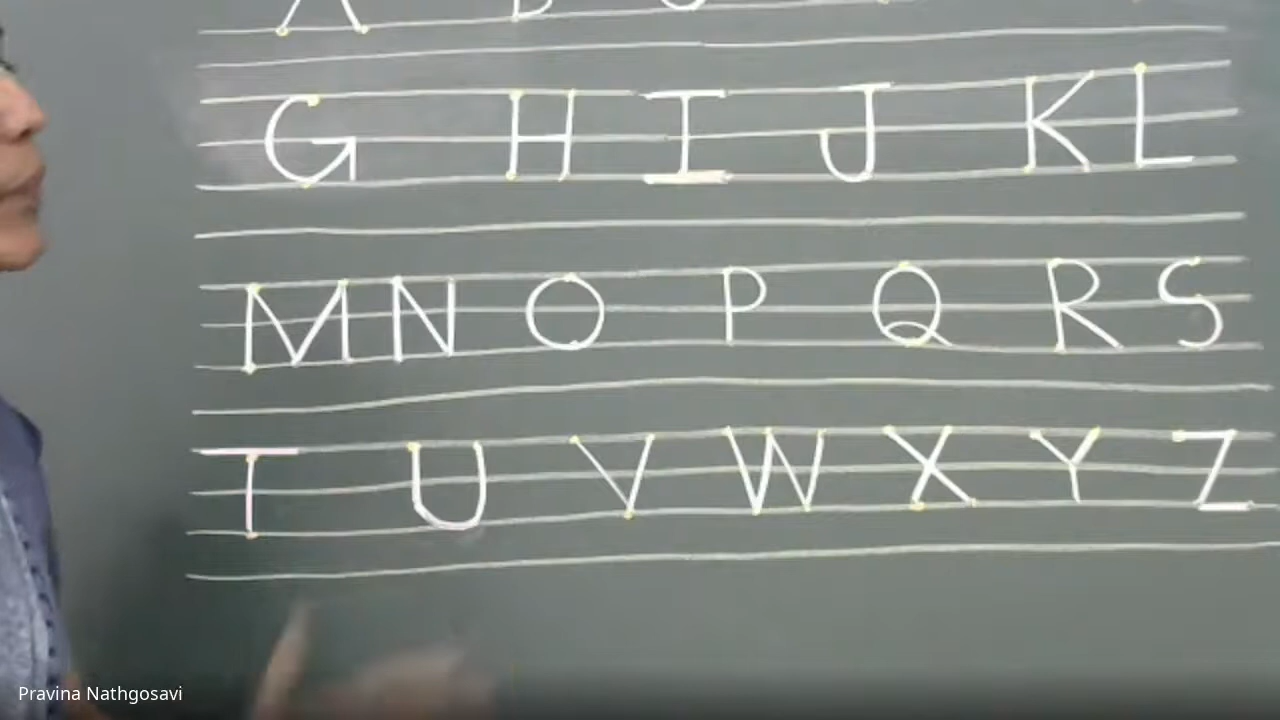 G H I J K L
M N O P Q R S
T U V W X Y Z
Pravina Nathgosavi